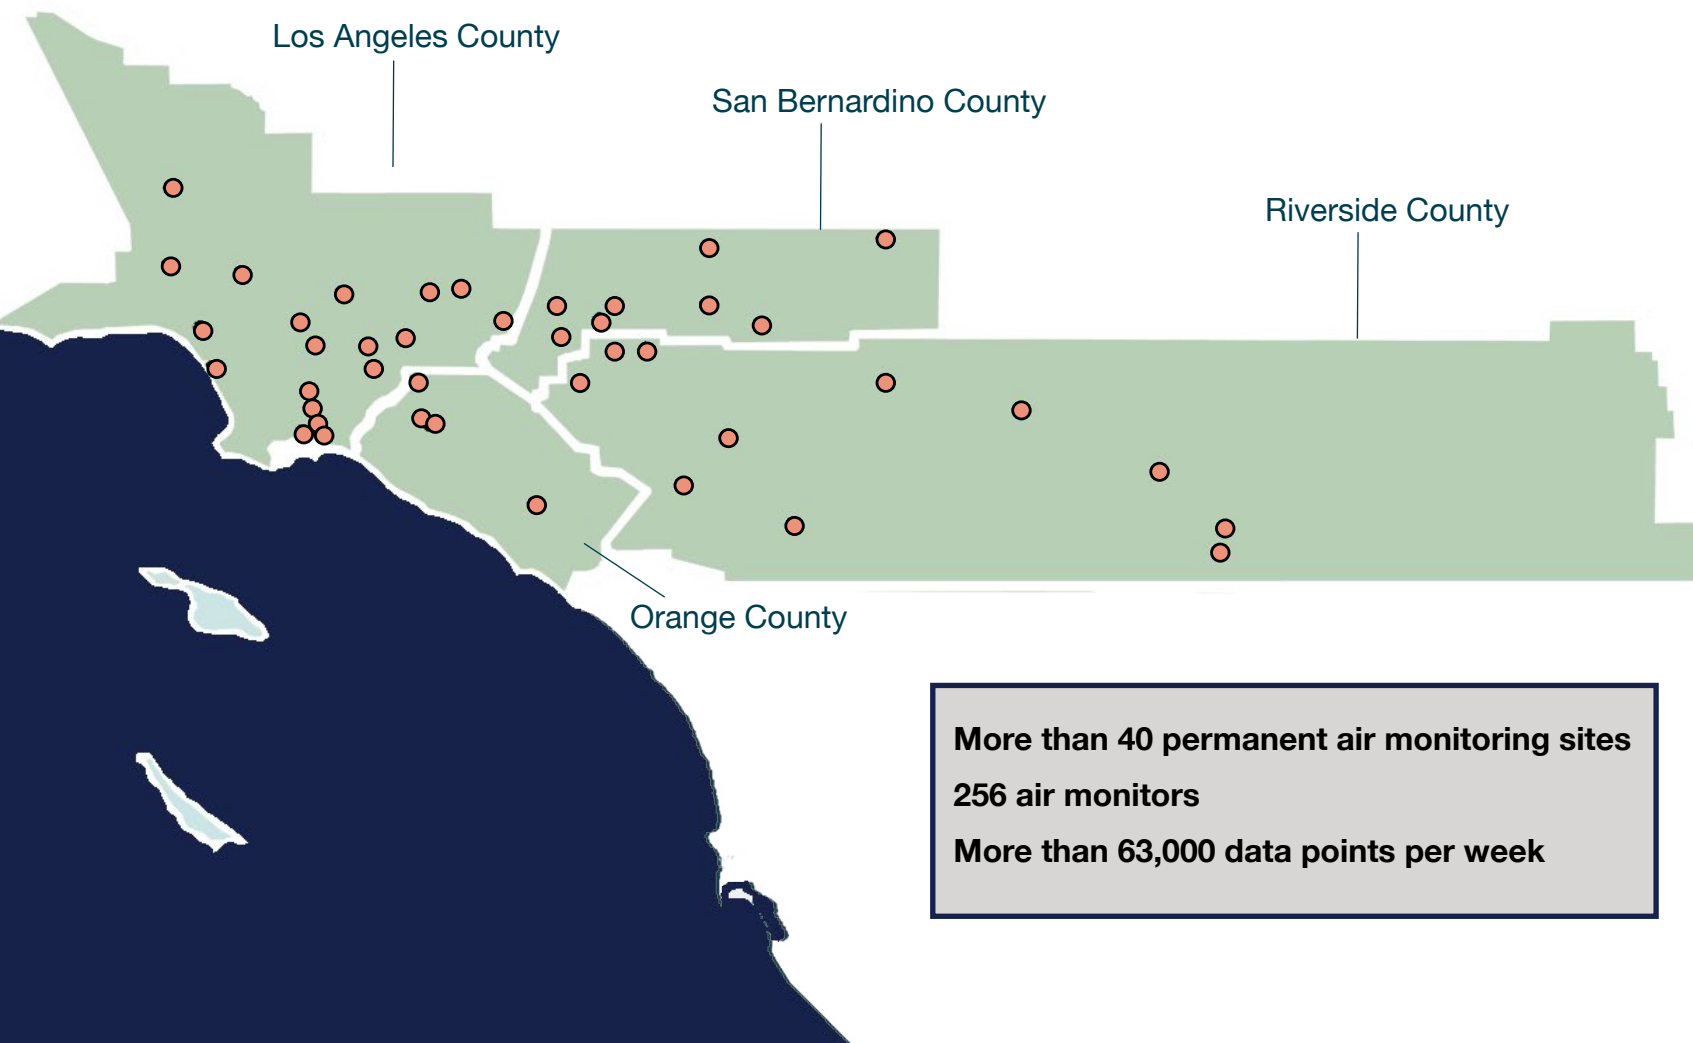 Los Angeles County
San Bernardino County
Riverside County
Orange County
More than 40 permanent air monitoring sites
256 air monitors
More than 63,000 data points per week